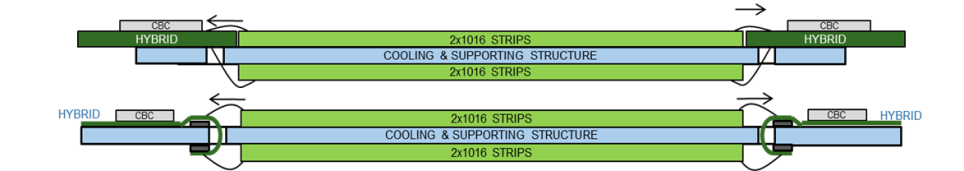 CBC
CBC
HYBRID
2x1016 STRIPS
HYBRID
COOLING & SUPPORTING STRUCTURE
2x1016 STRIPS
HYBRID
CBC
2x1016 STRIPS
CBC
HYBRID
COOLING & SUPPORTING STRUCTURE
2x1016 STRIPS